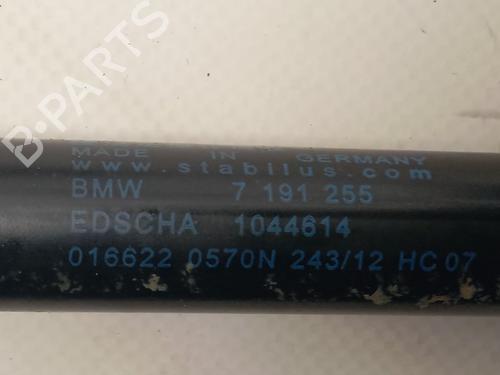 B-PARTS
MADE IN GERMANY
www.stabilus.com
BMW 7 191 255
EDSCHA 1044614
016622 0570N 243/12 HC 07